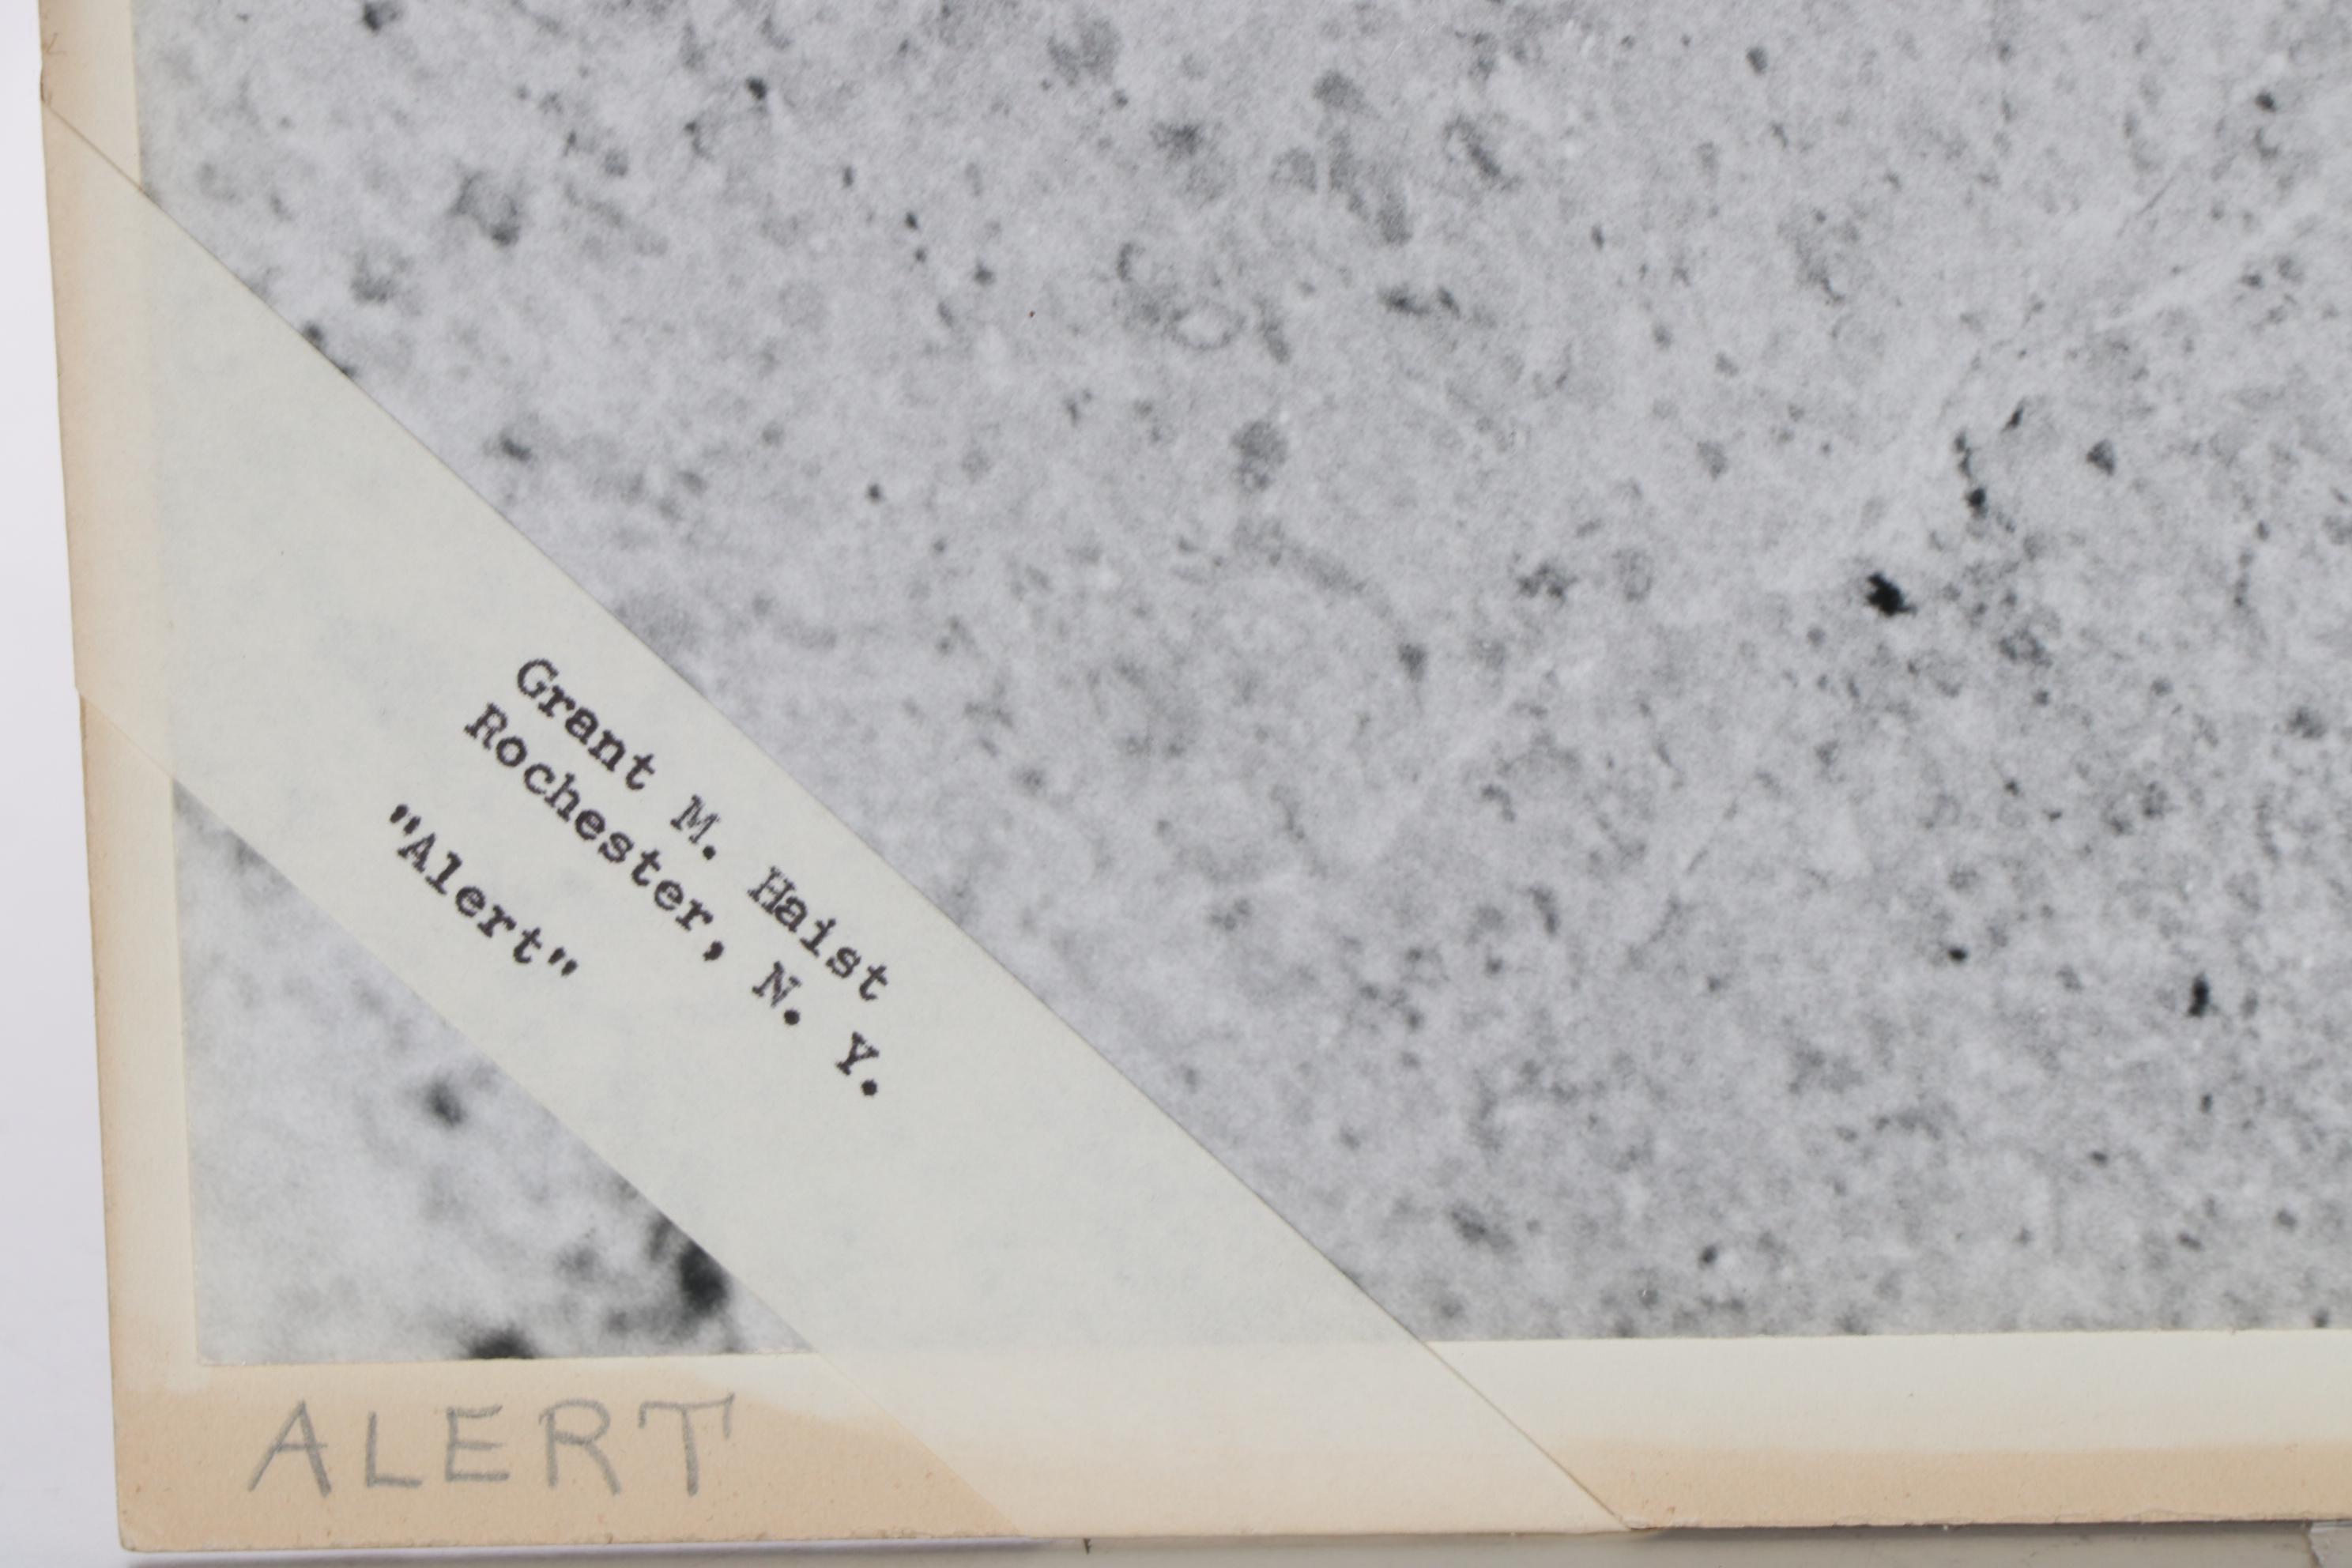 Grant M. Haist
Rochester, N. Y.
"Alert"
ALERT